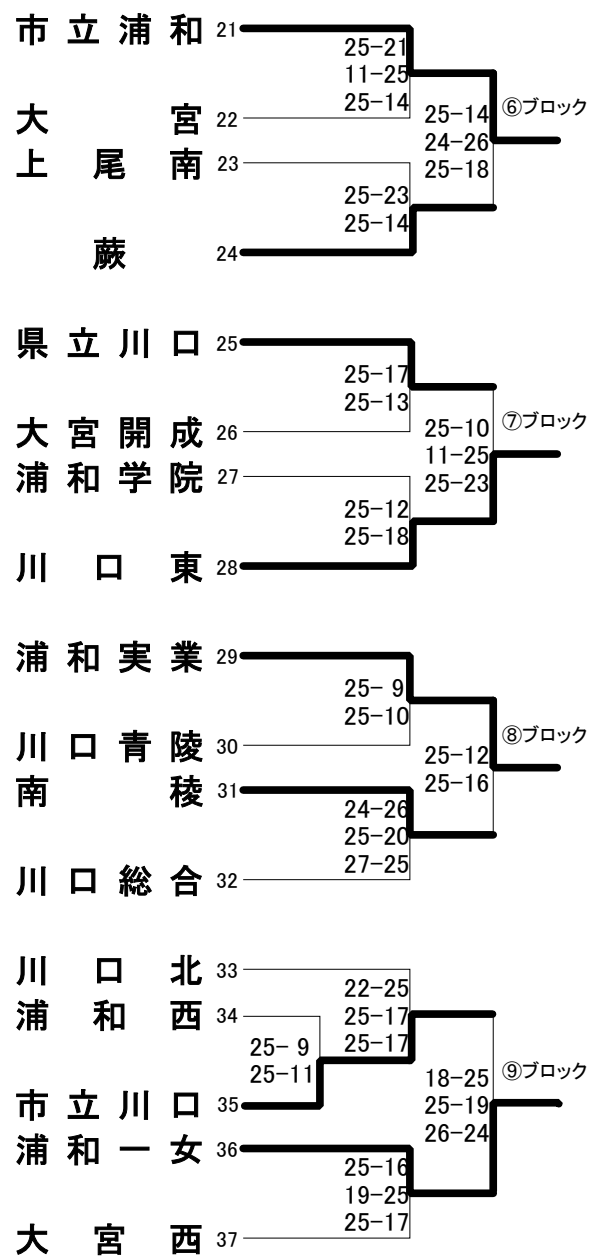 市立浦和 21
25-21
11-25
25-14
大宮 22
25-14
24-26
25-18
⑥ブロック
上尾南 23
25-23
25-14
蕨 24
県立川口 25
25-17
25-13
大宮開成 26
25-10
11-25
25-23
⑦ブロック
浦和学院 27
25-12
25-18
川口東 28
浦和実業 29
25- 9
25-10
川口青陵 30
25-12
25-16
⑧ブロック
南稜 31
24-26
25-20
27-25
川口総合 32
川口北 33
22-25
25-17
25-17
浦和西 34
25- 9
25-11
市立川口 35
18-25
25-19
26-24
⑨ブロック
浦和一女 36
25-16
19-25
25-17
大宮西 37